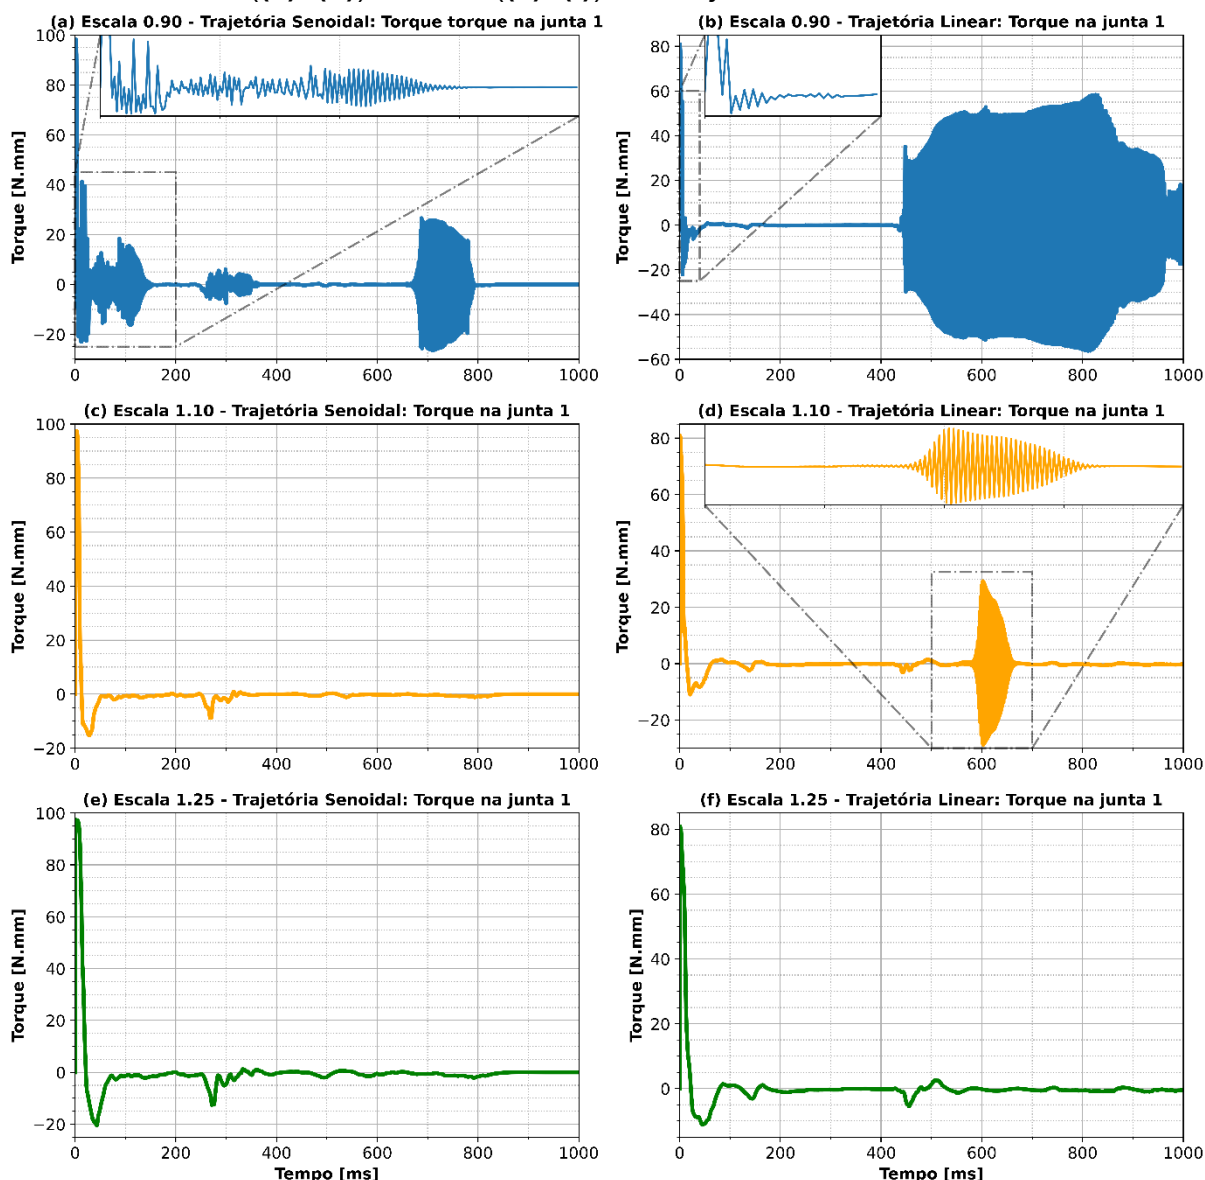 (a) Escala 0.90 - Trajetória Senoidal: Torque torque na junta 1
(b) Escala 0.90 - Trajetória Linear: Torque na junta 1
100
80
60
40
20
0
−20
Torque [N.mm]
0 200 400 600 800 1000
80
60
40
20
0
−20
−40
−60
Torque [N.mm]
0 200 400 600 800 1000
(c) Escala 1.10 - Trajetória Senoidal: Torque na junta 1
(d) Escala 1.10 - Trajetória Linear: Torque na junta 1
100
80
60
40
20
0
−20
Torque [N.mm]
0 200 400 600 800 1000
80
60
40
20
0
−20
Torque [N.mm]
0 200 400 600 800 1000
(e) Escala 1.25 - Trajetória Senoidal: Torque na junta 1
(f) Escala 1.25 - Trajetória Linear: Torque na junta 1
100
80
60
40
20
0
−20
Torque [N.mm]
0 200 400 600 800 1000
Tempo [ms]
80
60
40
20
0
Torque [N.mm]
0 200 400 600 800 1000
Tempo [ms]